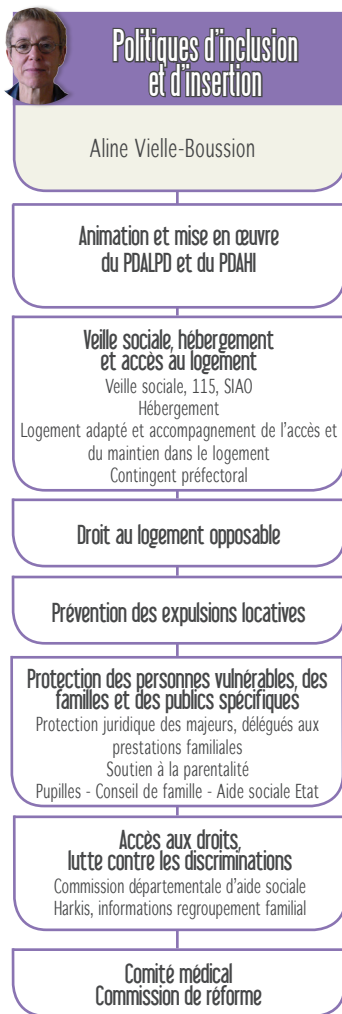 Politiques d'inclusion
et d'insertion
Aline Vielle-Boussion
Animation et mise en œuvre
du PDALPD et du PDAHI
Veille sociale, hébergement
et accès au logement
Veille sociale, 115, SIAO
Hébergement
Logement adapté et accompagnement de l'accès et
du maintien dans le logement
Contingent préfectoral
Droit au logement opposable
Prévention des expulsions locatives
Protection des personnes vulnérables, des
familles et des publics spécifiques
Protection juridique des majeurs, délégués aux
prestations familiales
Soutien à la parentalité
Pupilles - Conseil de famille - Aide sociale Etat
Accès aux droits,
lutte contre les discriminations
Commission départementale d'aide sociale
Harkis, informations regroupement familial
Comité médical
Commission de réforme